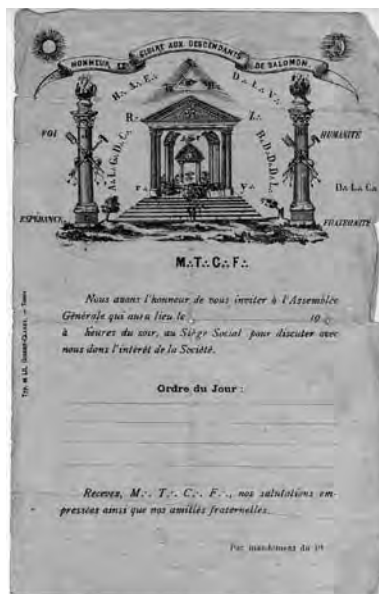 HONNEUR ET GLOIRE AUX DESCENDANTS DE SALOMON.
FOI
HUMANITÉ
ESPÉRANCE
FRATERNITÉ
M∴T∴C∴F∴
Nous avons l'honneur de vous inviter à l'Assemblée
Générale qui aura lieu le 19
à heures du soir, au Siège Social pour discuter avec
nous dans l'intérêt de la Société.
Ordre du Jour :
Recevez, M∴ T∴ C∴ F∴, nos salutations em-
pressées ainsi que nos amitiés fraternelles.
Par mandement du